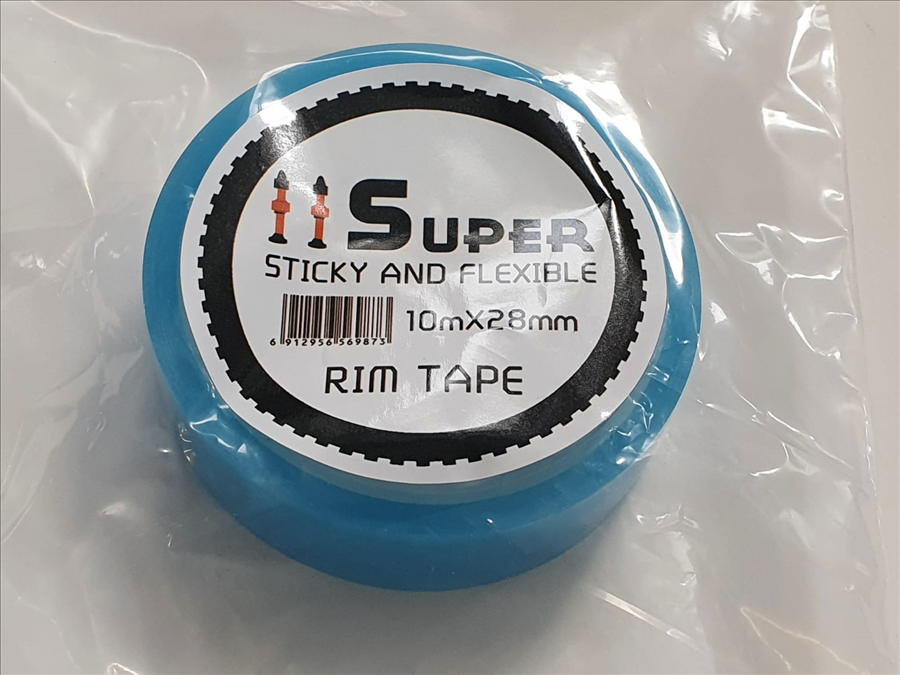 Super
STICKY AND FLEXIBLE
6 912956 569873
10mX28mm
RIM TAPE